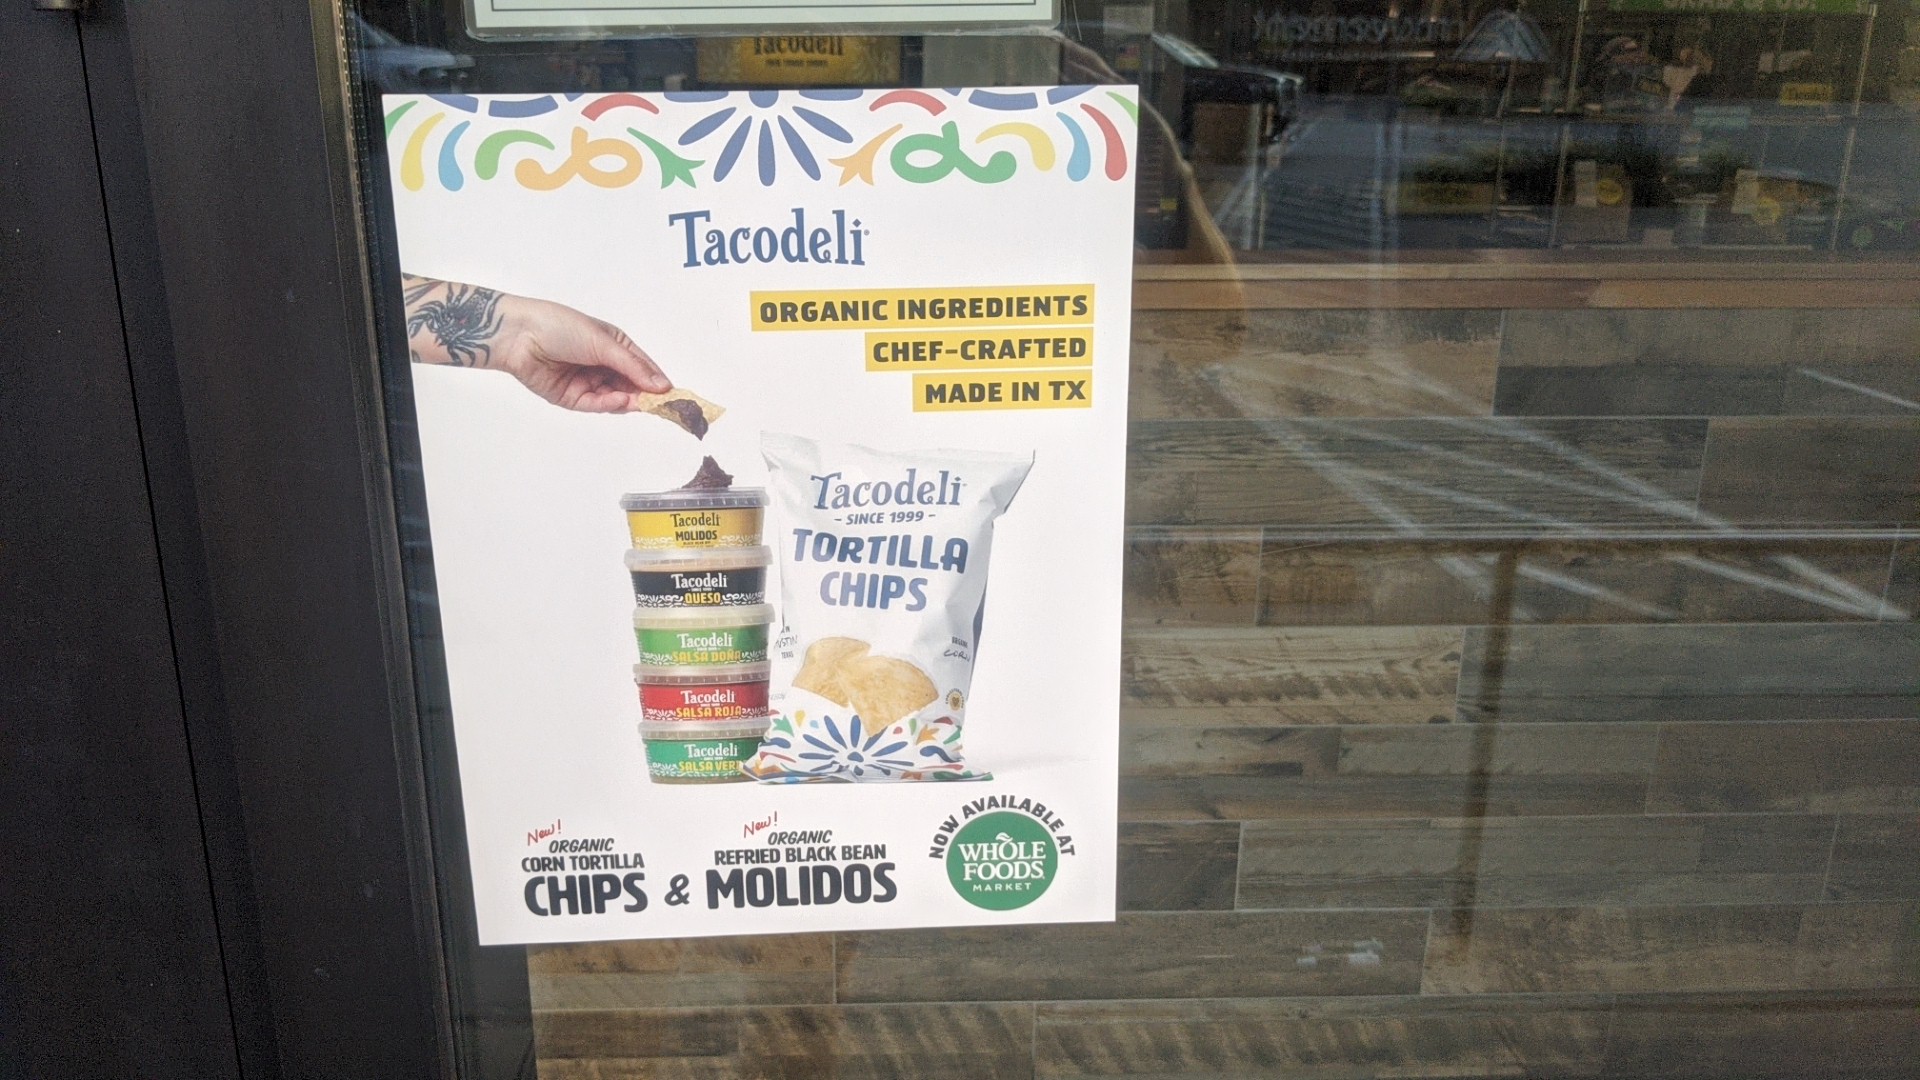 Tacodeli
Tacodeli
ORGANIC INGREDIENTS
CHEF-CRAFTED
MADE IN TX
Tacodeli
- SINCE 1999 -
TORTILLA
CHIPS
Tacodeli
MOLIDOS
Tacodeli
QUESO
Tacodeli
SALSA DOÑA
Tacodeli
SALSA ROJA
Tacodeli
SALSA VERD
New!
ORGANIC
CORN TORTILLA
CHIPS
&
New!
ORGANIC
REFRIED BLACK BEAN
MOLIDOS
NOW AVAILABLE AT
WHOLE
FOODS
MARKET